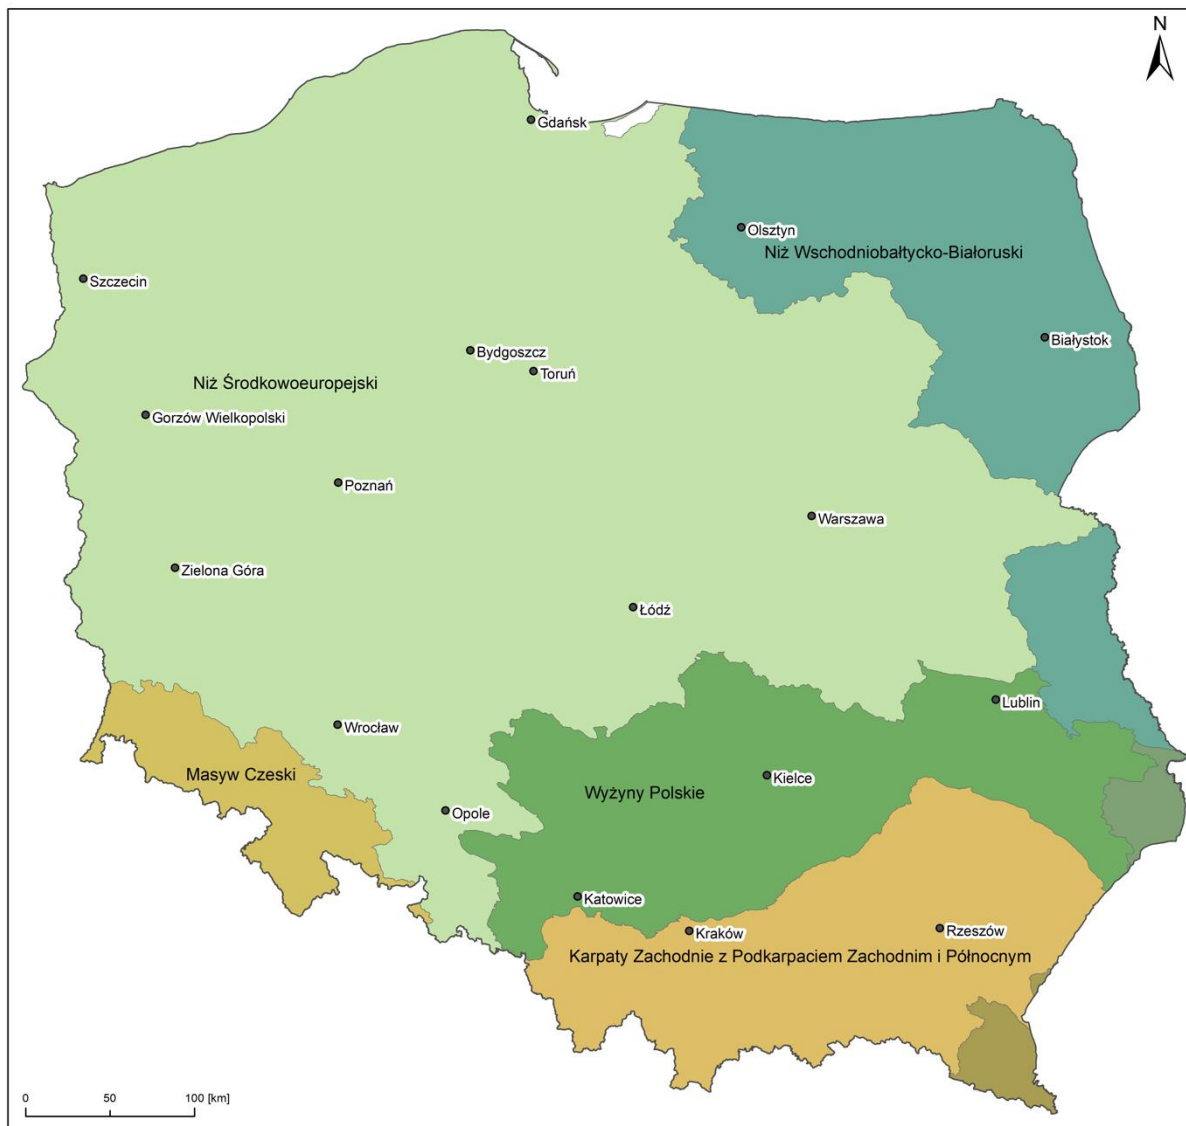 N
Gdańsk
Olsztyn
Niż Wschodniobałtycko-Białoruski
Szczecin
Białystok
Bydgoszcz
Toruń
Niż Środkowoeuropejski
Gorzów Wielkopolski
Poznań
Warszawa
Zielona Góra
Łódź
Lublin
Wrocław
Masyw Czeski
Kielce
Wyżyny Polskie
Opole
Katowice
Kraków
Rzeszów
Karpaty Zachodnie z Podkarpaciem Zachodnim i Północnym
0 50 100 [km]